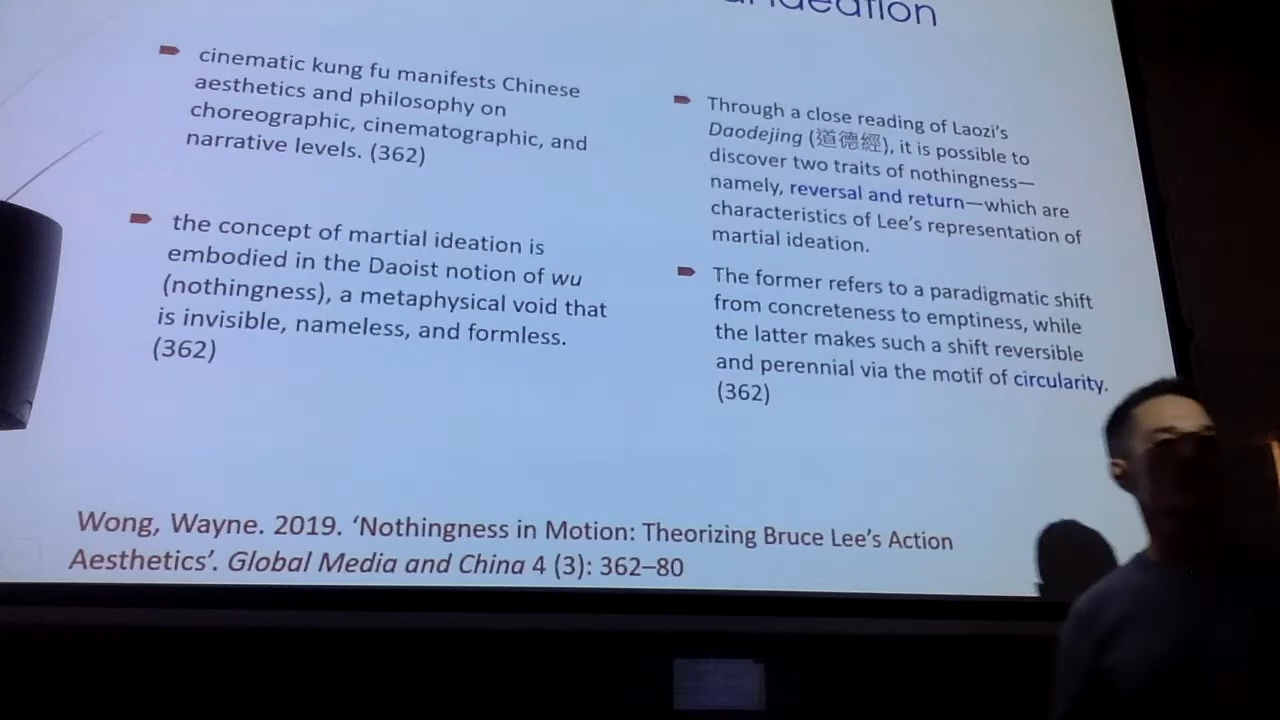 cinematic kung fu manifests Chinese
aesthetics and philosophy on
choreographic, cinematographic, and
narrative levels. (362)
the concept of martial ideation is
embodied in the Daoist notion of wu
(nothingness), a metaphysical void that
is invisible, nameless, and formless.
(362)
Through a close reading of Laozi's
Daodejing (道德經), it is possible to
discover two traits of nothingness—
namely, reversal and return—which are
characteristics of Lee's representation of
martial ideation.
The former refers to a paradigmatic shift
from concreteness to emptiness, while
the latter makes such a shift reversible
and perennial via the motif of circularity.
(362)
Wong, Wayne. 2019. 'Nothingness in Motion: Theorizing Bruce Lee's Action
Aesthetics'. Global Media and China 4 (3): 362–80